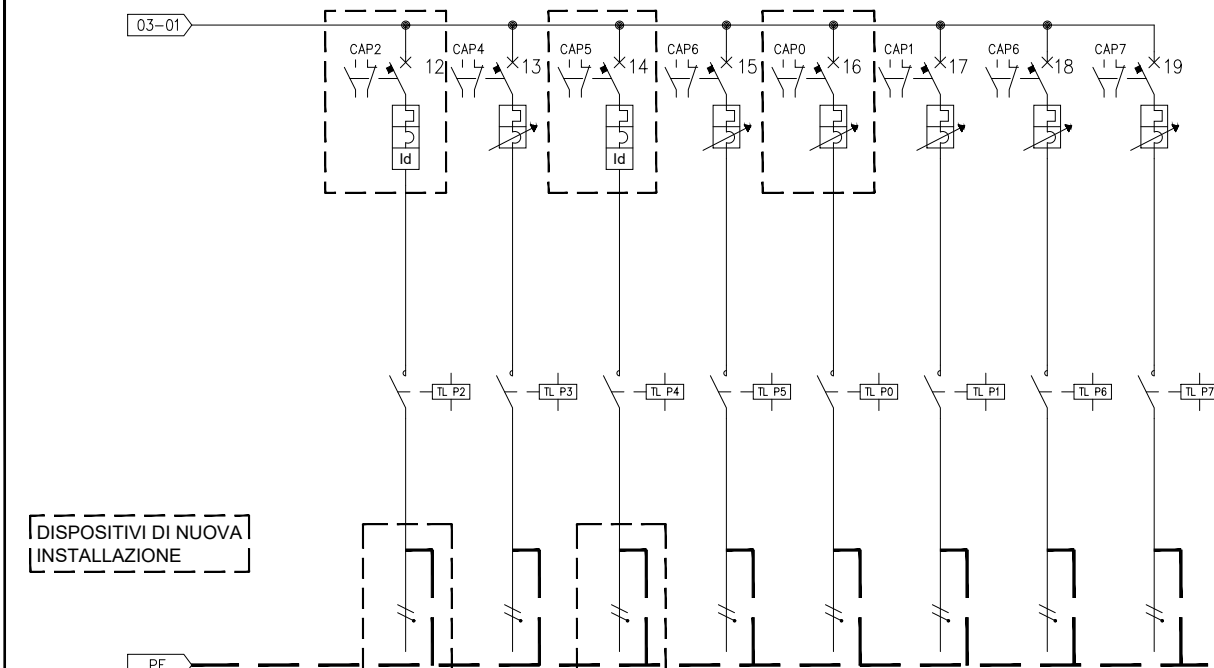 03-01
CAP2 12 CAP4 13 CAP5 14 CAP6 15 CAP0 16 CAP1 17 CAP6 18 CAP7 19
Id Id
TL P2 TL P3 TL P4 TL P5 TL P0 TL P1 TL P6 TL P7
DISPOSITIVI DI NUOVA
INSTALLAZIONE
PE